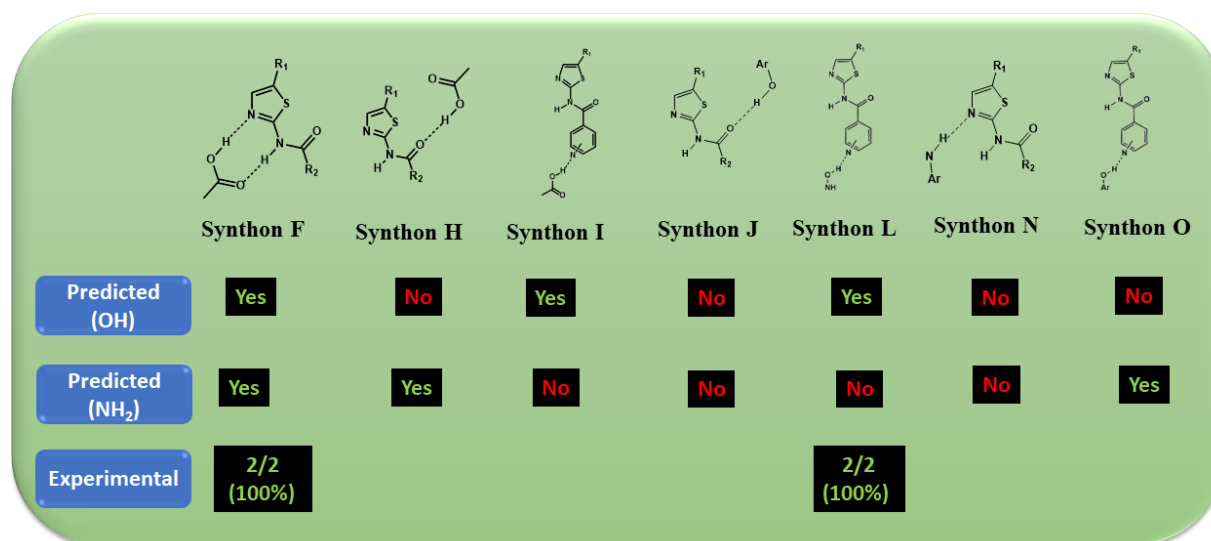 R1
S
N
N
H
O
R2
H
O
O
R1
S
N
N
H
O
R2
H
O
O
R1
N
S
N
H
O
N
H
O
O
R1
S
N
N
H
O
R2
Ar
O
H
R1
N
S
N
H
O
N
H
O
NH
R1
S
N
N
H
O
R2
H
N
Ar
R1
N
S
N
H
O
N
H
O
Ar
Synthon F Synthon H Synthon I Synthon J Synthon L Synthon N Synthon O
Predicted
(OH)
Yes No Yes No Yes No No
Predicted
(NH2)
Yes Yes No No No No Yes
Experimental
2/2
(100%)
2/2
(100%)